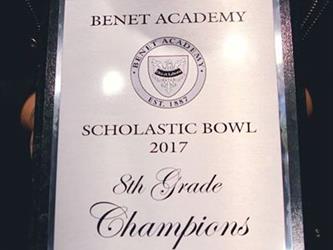 BENET ACADEMY
BENET ACADEMY
EST. 1887
SCHOLASTIC BOWL
2017
8th Grade
Champions